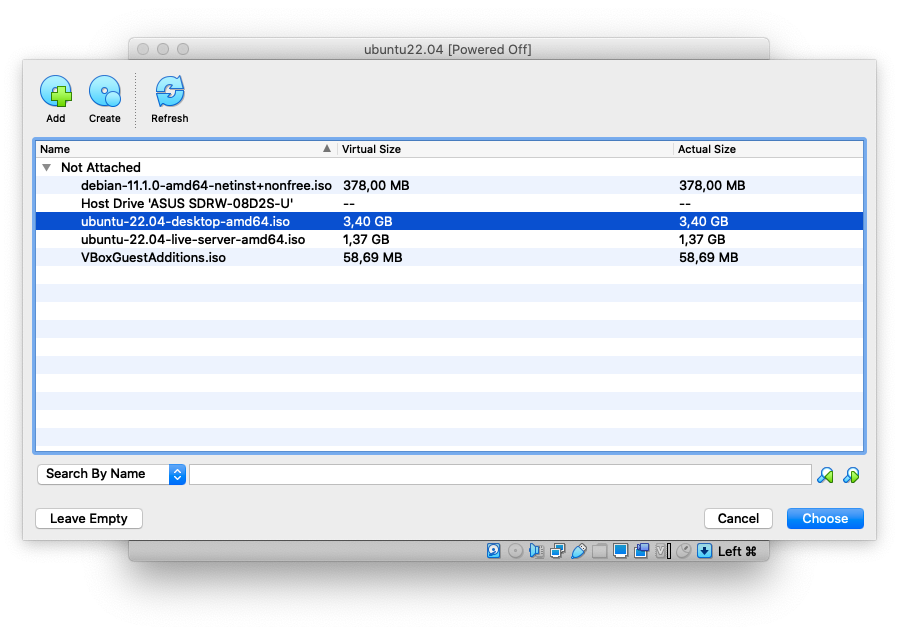 ubuntu22.04 [Powered Off]
Add Create Refresh
Name Virtual Size Actual Size
Not Attached
debian-11.1.0-amd64-netinst+nonfree.iso 378,00 MB 378,00 MB
Host Drive 'ASUS SDRW-08D2S-U' -- --
ubuntu-22.04-desktop-amd64.iso 3,40 GB 3,40 GB
ubuntu-22.04-live-server-amd64.iso 1,37 GB 1,37 GB
VBoxGuestAdditions.iso 58,69 MB 58,69 MB
Search By Name
Leave Empty Cancel Choose
Left ⌘